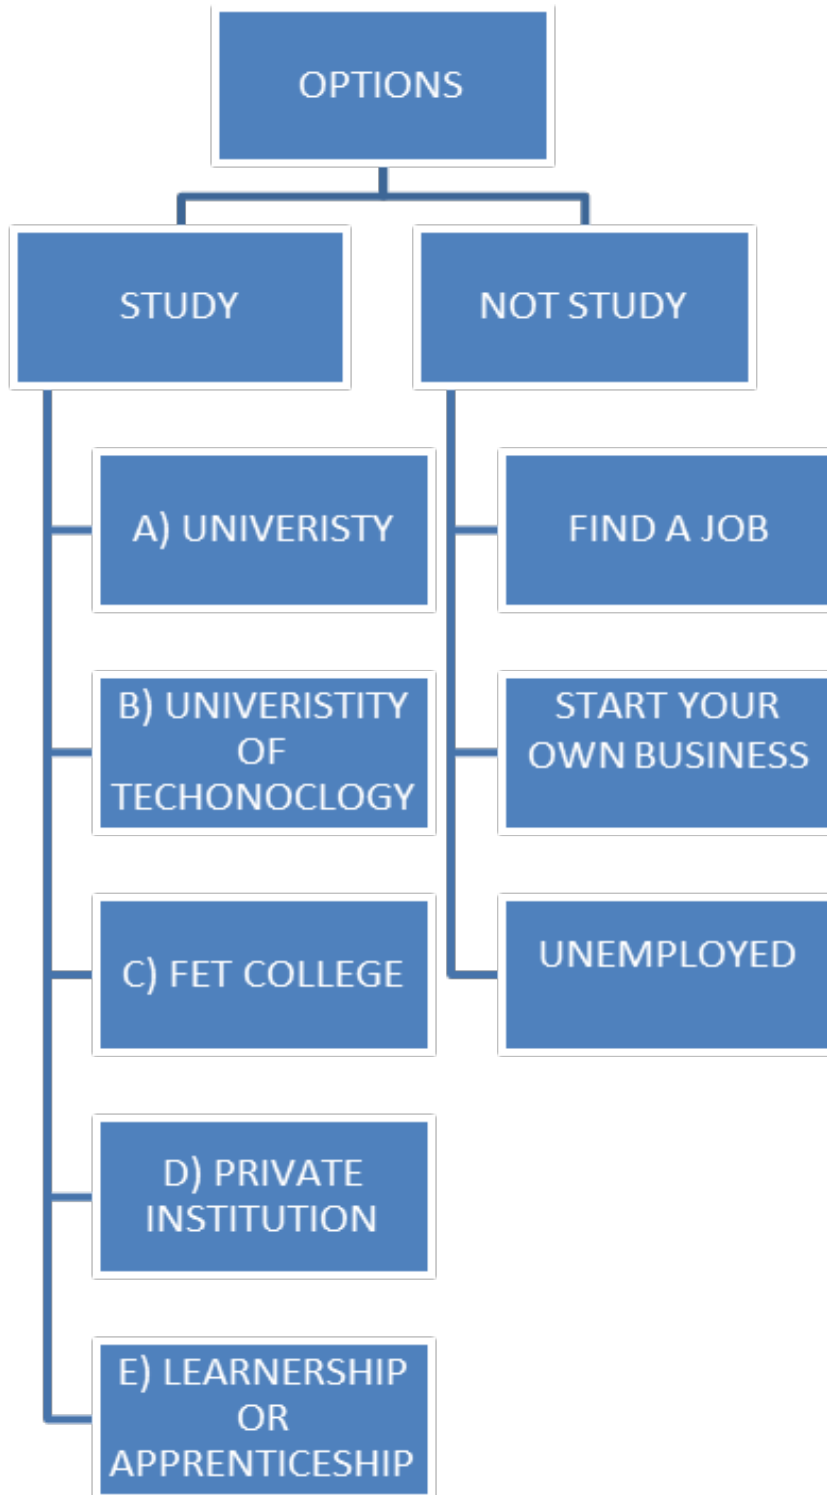 OPTIONS
STUDY
NOT STUDY
A) UNIVERISTY
B) UNIVERISTITY
OF
TECHONOCLOGY
C) FET COLLEGE
D) PRIVATE
INSTITUTION
E) LEARNERSHIP
OR
APPRENTICESHIP
FIND A JOB
START YOUR
OWN BUSINESS
UNEMPLOYED